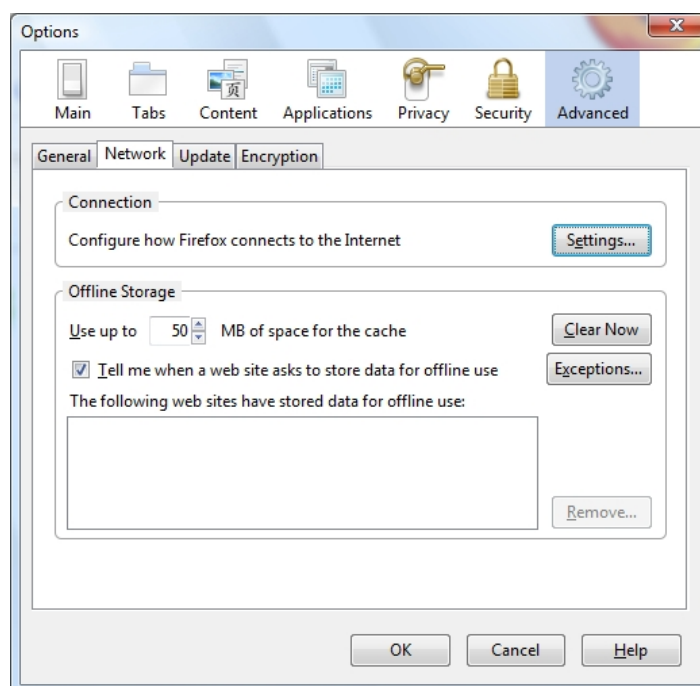 Options
Main Tabs Content Applications Privacy Security Advanced
General Network Update Encryption
Connection
Configure how Firefox connects to the Internet Settings...
Offline Storage
Use up to 50 MB of space for the cache Clear Now
Tell me when a web site asks to store data for offline use Exceptions...
The following web sites have stored data for offline use:
Remove...
OK Cancel Help
页